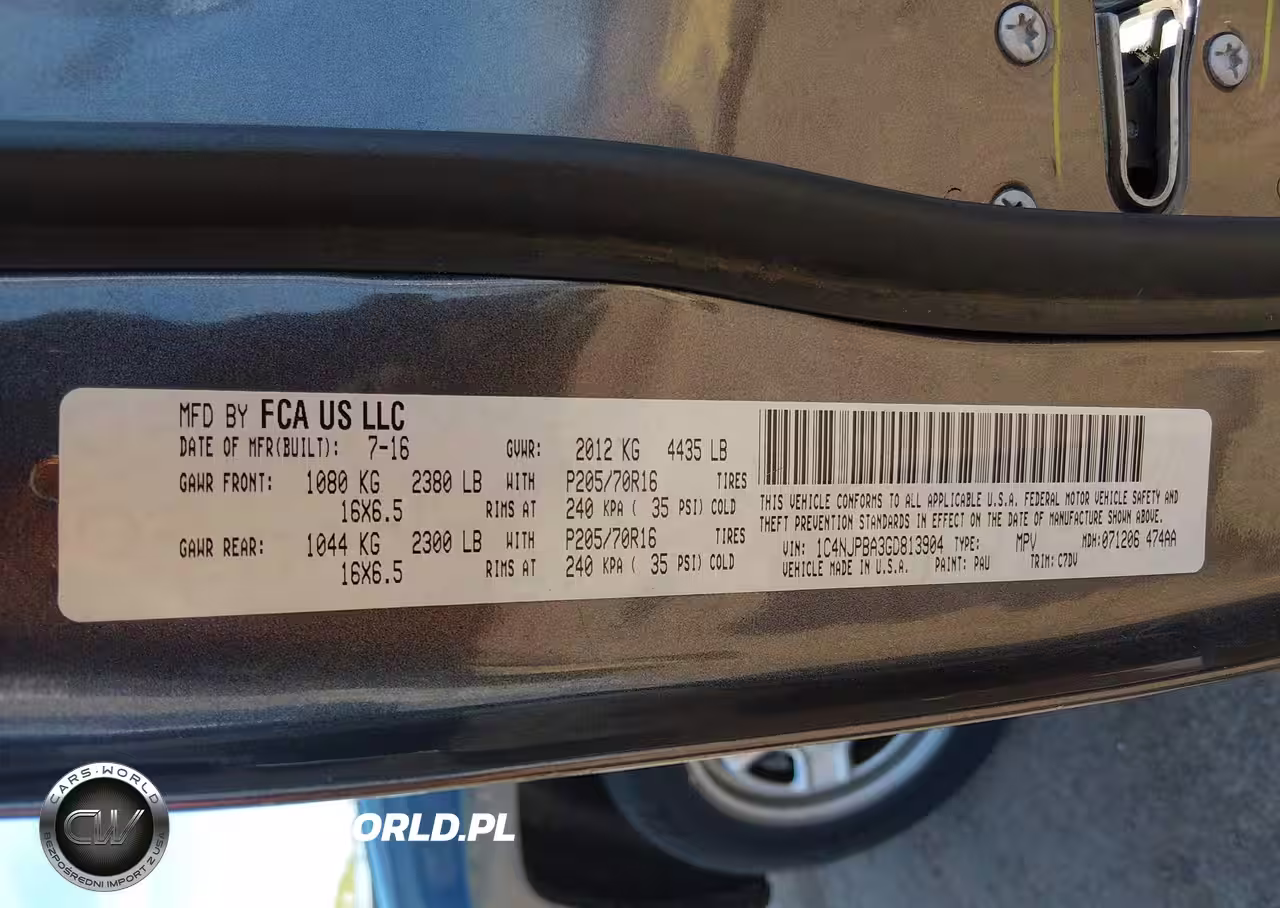 MFD BY FCA US LLC
DATE OF MFR(BUILT): 7-16 GVWR: 2012 KG 4435 LB
GAWR FRONT: 1080 KG 2380 LB WITH P205/70R16 TIRES
16X6.5 RIMS AT 240 KPA ( 35 PSI) COLD
GAWR REAR: 1044 KG 2300 LB WITH P205/70R16 TIRES
16X6.5 RIMS AT 240 KPA ( 35 PSI) COLD
THIS VEHICLE CONFORMS TO ALL APPLICABLE U.S.A. FEDERAL MOTOR VEHICLE SAFETY AND
THEFT PREVENTION STANDARDS IN EFFECT ON THE DATE OF MANUFACTURE SHOWN ABOVE.
VIN: 1C4NJPBA3GD813904 TYPE: MPV MDH:071206 474AA
VEHICLE MADE IN U.S.A. PAINT: PAU TRIM: C7DV
CARS-WORLD
CW
BEZPOŚREDNI IMPORT Z USA
ORLD.PL